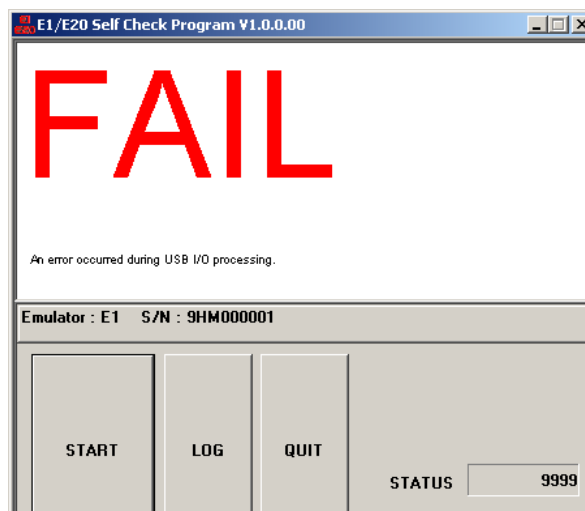 E1/E20 Self Check Program V1.0.0.00
FAIL
An error occurred during USB I/O processing.
Emulator : E1 S/N : 9HM000001
START LOG QUIT
STATUS 9999